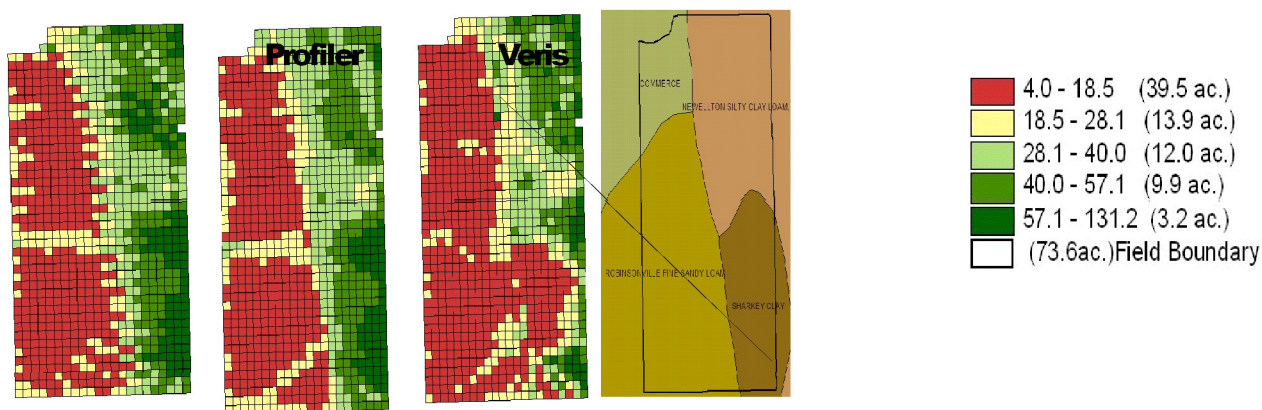 Profiler
Veris
COMMERCE
NEWELLTON SILTY CLAY LOAM
ROBINSONVILLE FINE SANDY LOAM
SHARKEY CLAY
4.0 - 18.5 (39.5 ac.)
18.5 - 28.1 (13.9 ac.)
28.1 - 40.0 (12.0 ac.)
40.0 - 57.1 (9.9 ac.)
57.1 - 131.2 (3.2 ac.)
(73.6ac.)Field Boundary